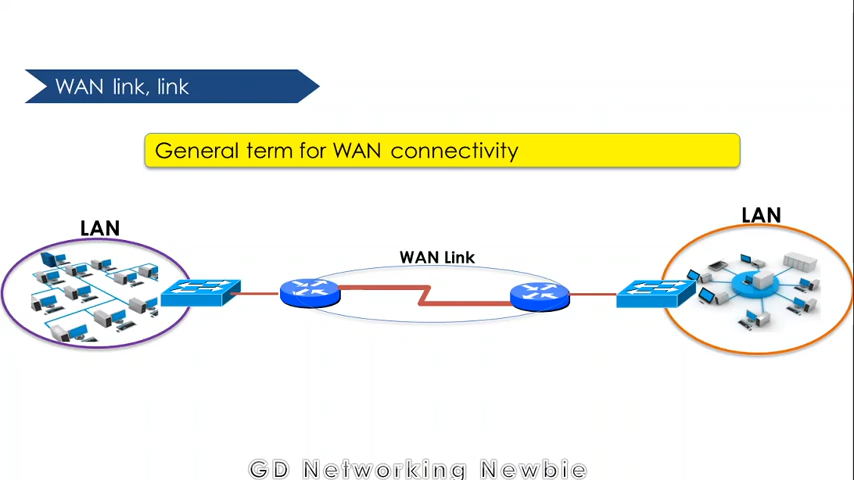 WAN link, link
General term for WAN connectivity
LAN
LAN
WAN Link
GD Networking Newbie